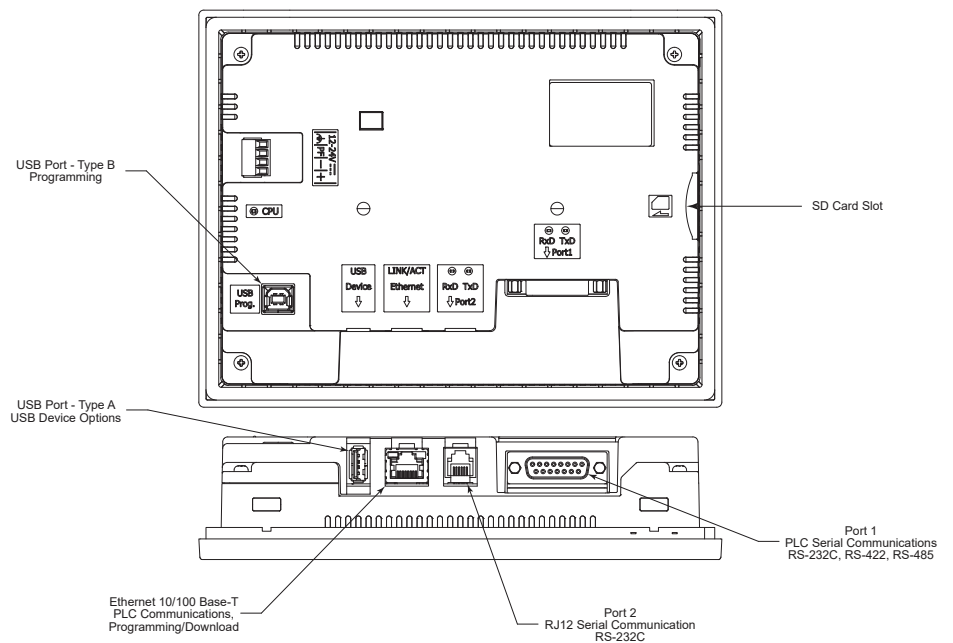 12-24V
PF
− +
USB Port - Type B
Programming
CPU
SD Card Slot
RxD TxD
Port1
USB
Device
LINK/ACT
Ethernet
RxD TxD
Port2
USB
Prog.
USB Port - Type A
USB Device Options
Port 1
PLC Serial Communications
RS-232C, RS-422, RS-485
Ethernet 10/100 Base-T
PLC Communications,
Programming/Download
Port 2
RJ12 Serial Communication
RS-232C